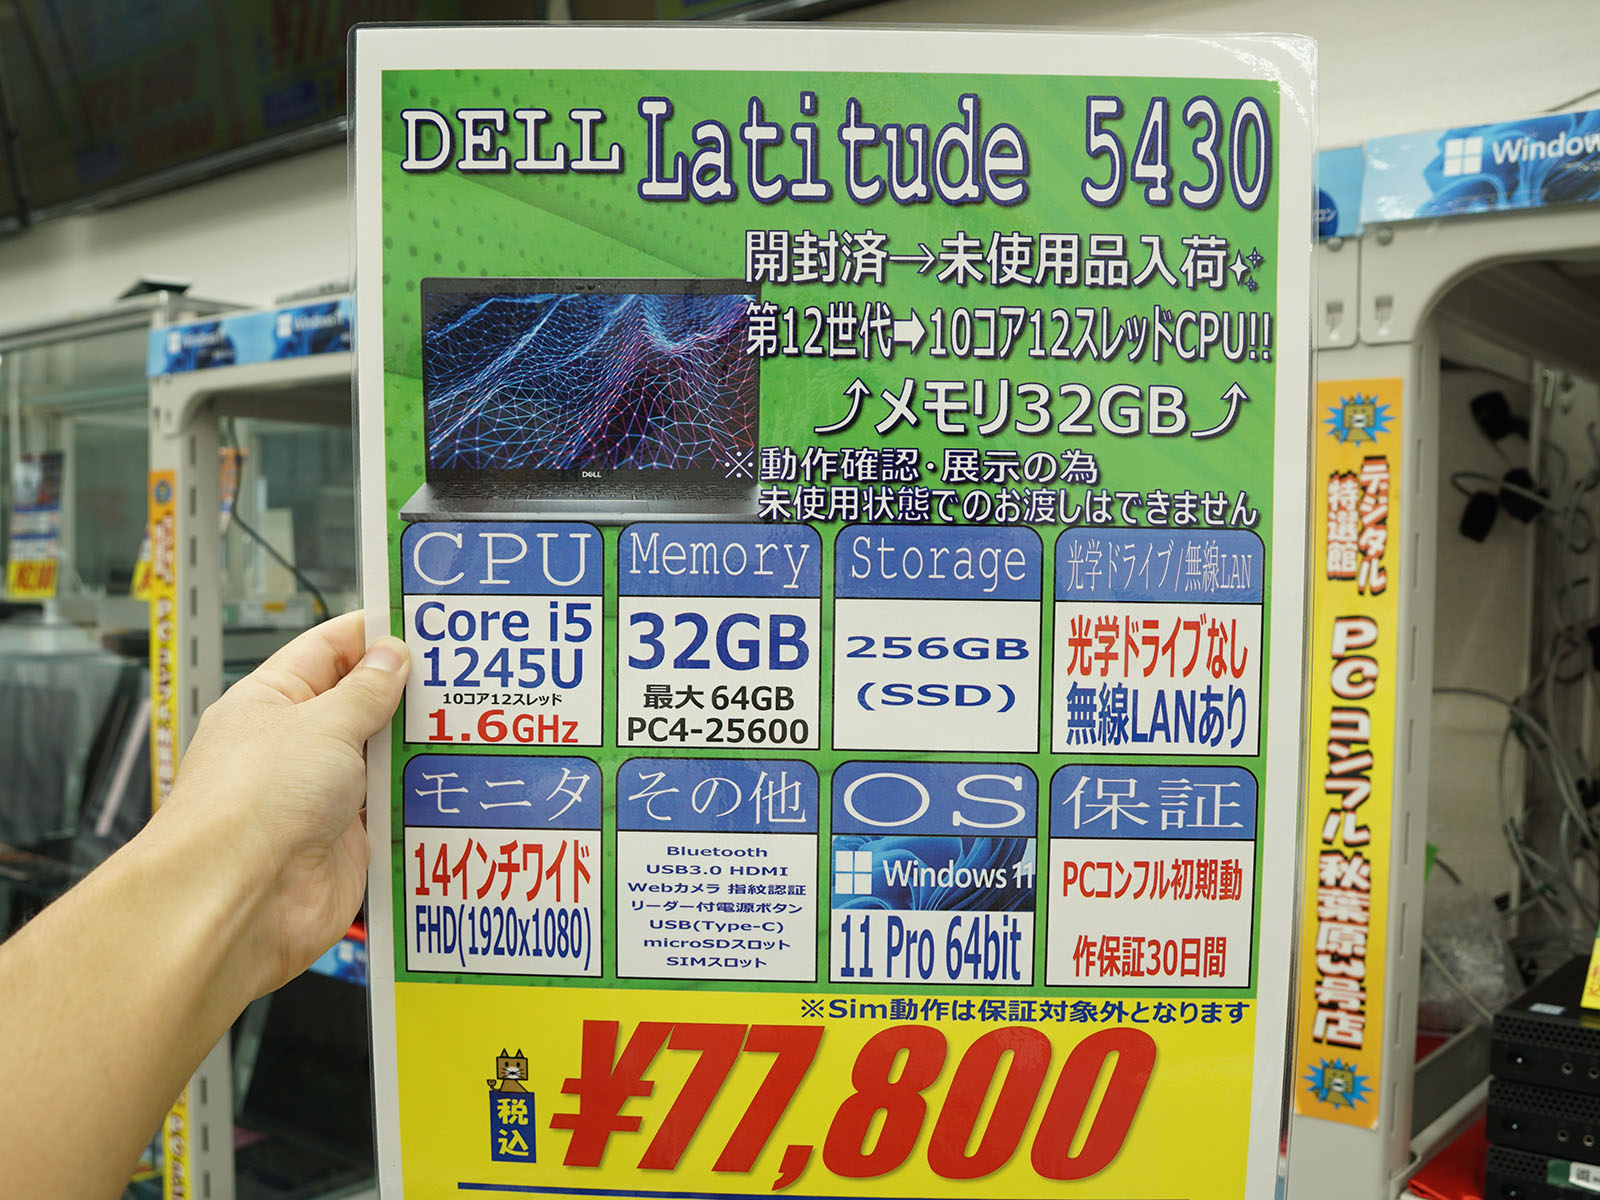 DELL Latitude 5430
開封済→未使用品入荷
第12世代➡10コア12スレッドCPU!!
⤴メモリ32GB⤴
※動作確認・展示の為
未使用状態でのお渡しはできません
CPU
Core i5
1245U
10コア12スレッド
1.6GHz
Memory
32GB
最大64GB
PC4-25600
Storage
256GB
(SSD)
光学ドライブ/無線LAN
光学ドライブなし
無線LANあり
モニタ
14インチワイド
FHD(1920x1080)
その他
Bluetooth
USB3.0 HDMI
Webカメラ 指紋認証
リーダー付電源ボタン
USB(Type-C)
microSDスロット
SIMスロット
OS
Windows 11
11 Pro 64bit
保証
PCコンフル初期動
作保証30日間
※Sim動作は保証対象外となります
税込
¥77,800
DELL
Windows 11
デジタル
特選館
PCコンフル秋葉原3号店